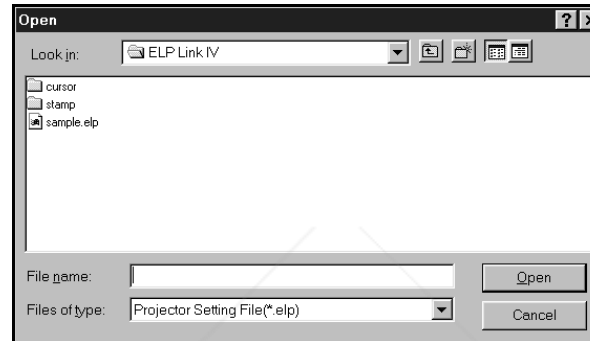 Open
Look in: ELP Link IV
cursor
stamp
sample.elp
File name: Open
Files of type: Projector Setting File(*.elp) Cancel